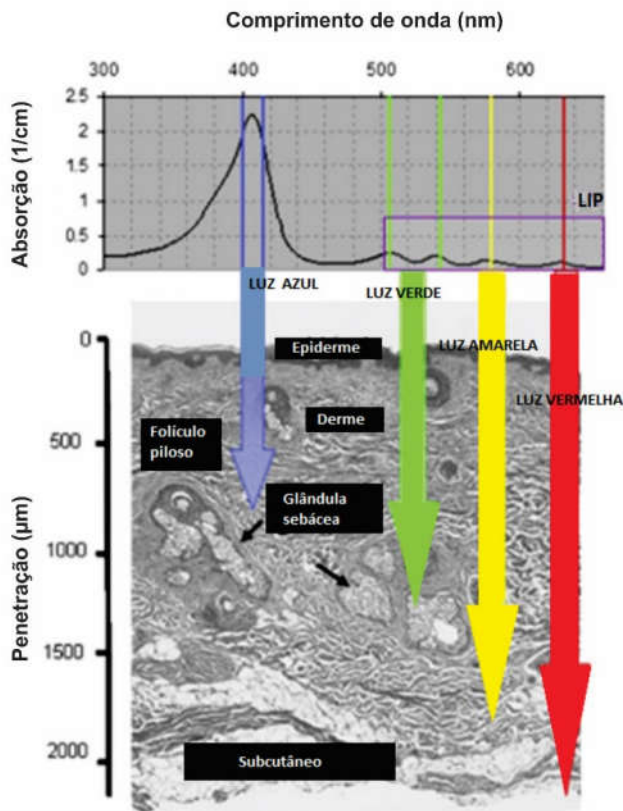 Comprimento de onda (nm)
300 400 500 600
Absorção (1/cm)
2.5
2
1.5
1
0.5
0
LIP
LUZ AZUL
LUZ VERDE
LUZ AMARELA
LUZ VERMELHA
Penetração (µm)
0
500
1000
1500
2000
Epiderme
Derme
Folículo
piloso
Glândula
sebácea
Subcutâneo